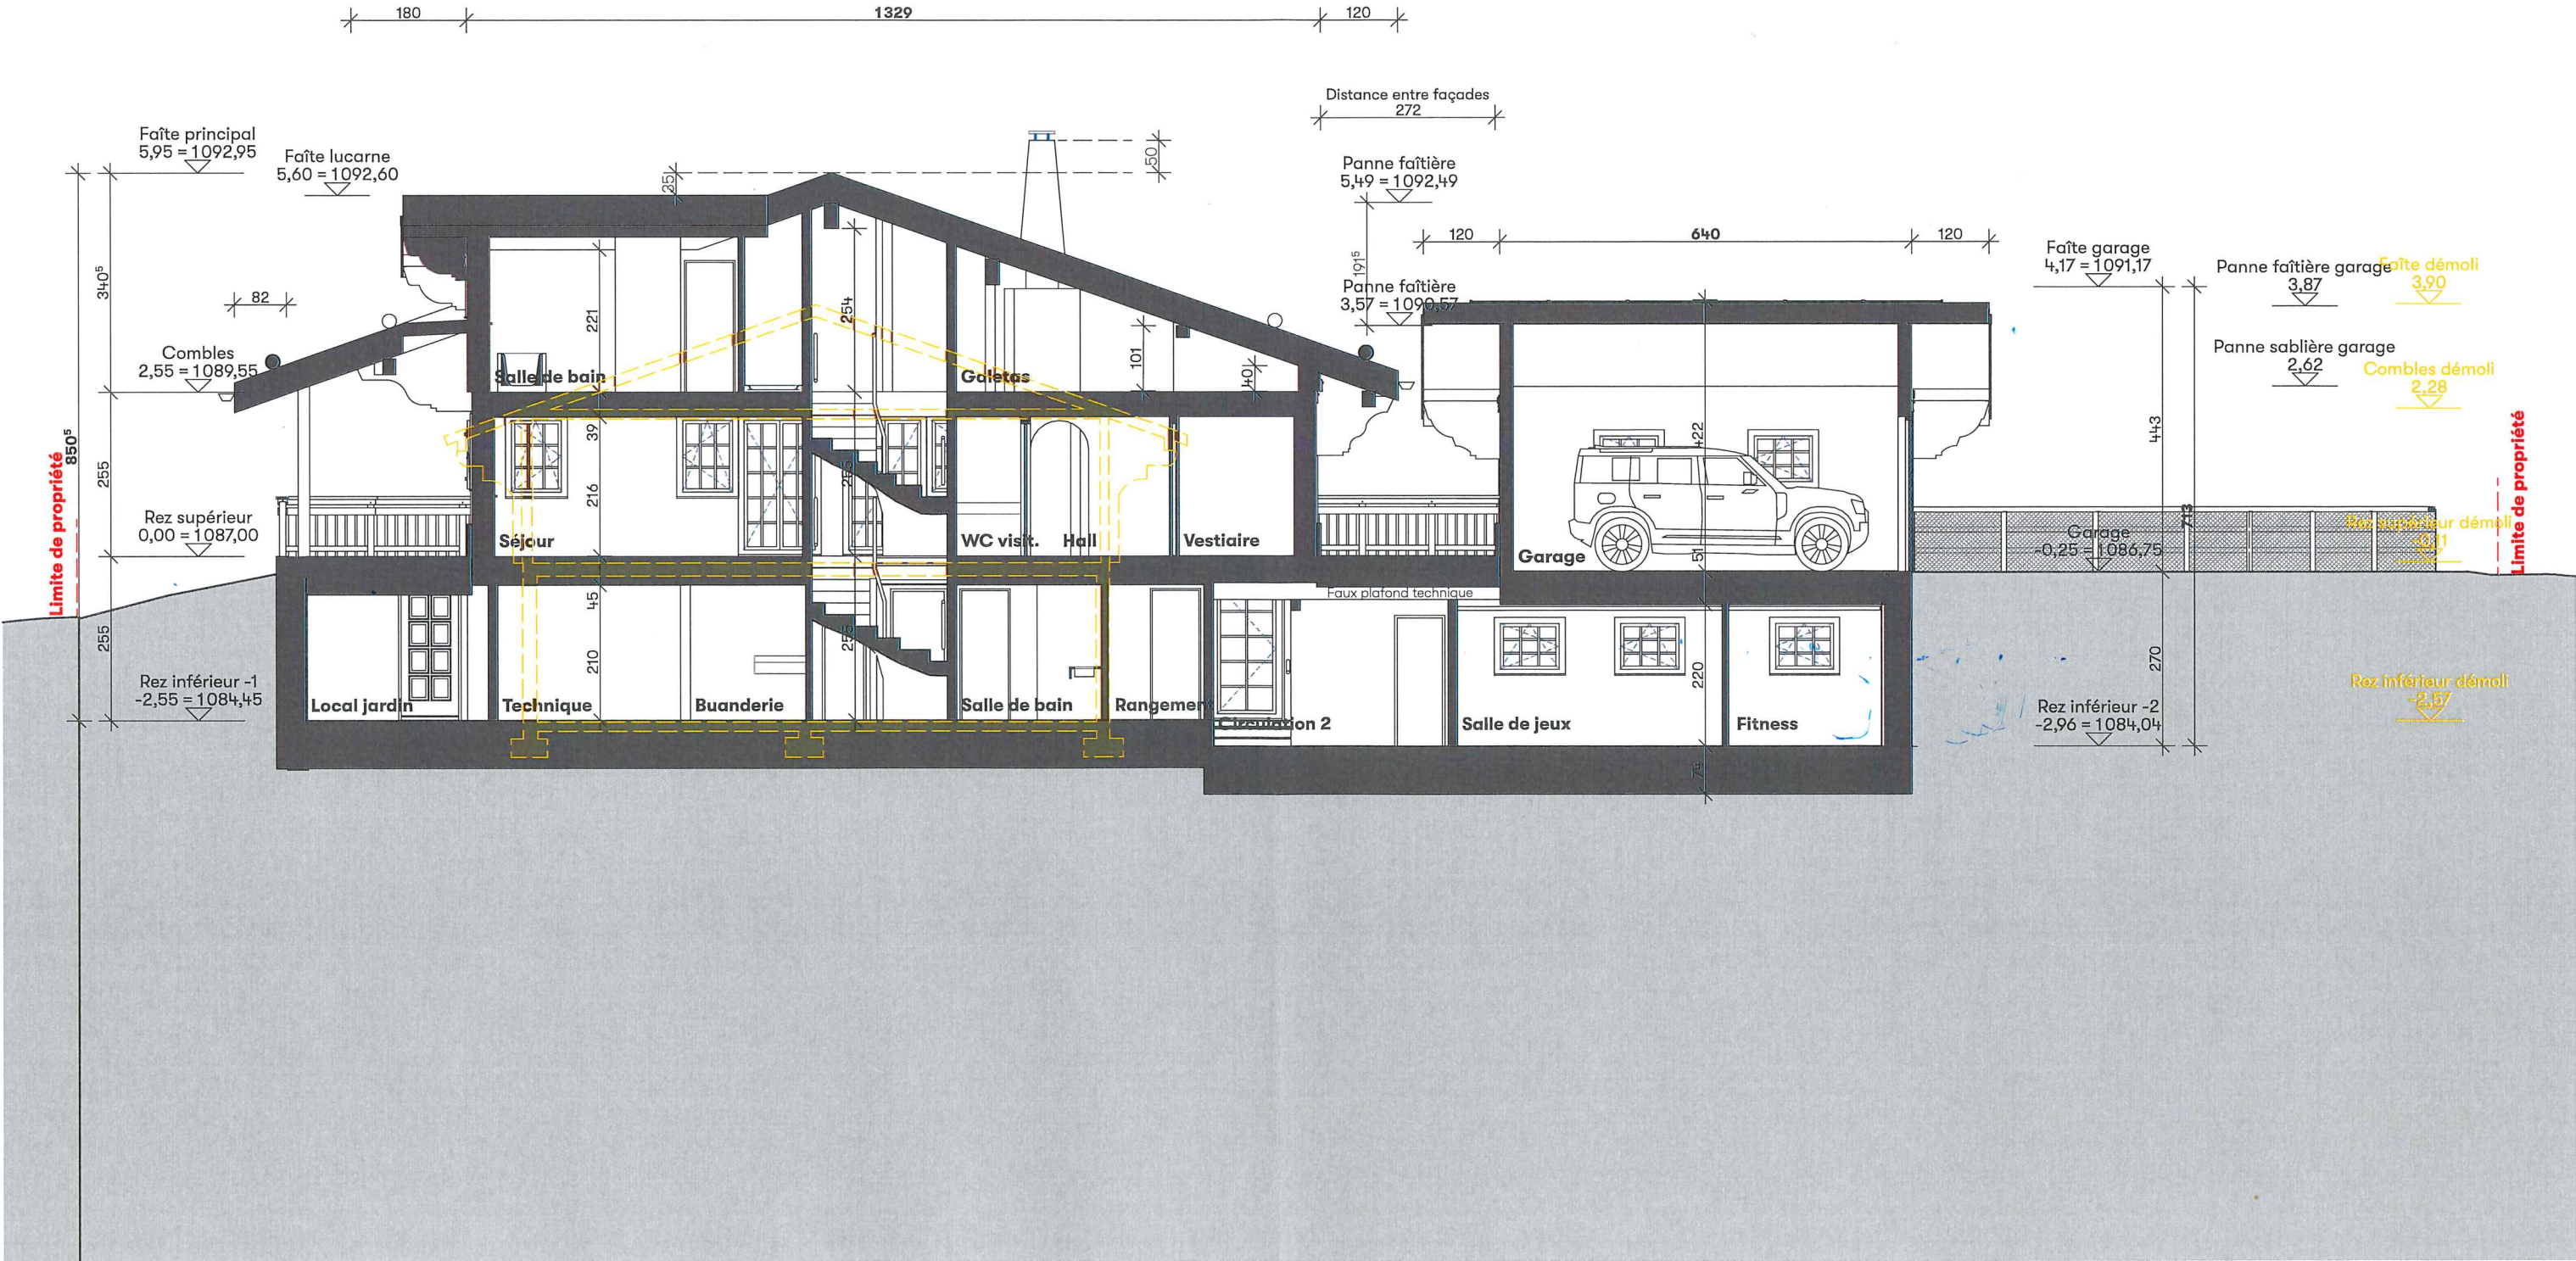 180
1329
120
Distance entre façades
272
Faîte principal
5,95 = 1092,95
Faîte lucarne
5,60 = 1092,60
35
50
Panne faîtière
5,49 = 1092,49
191⁵
Panne faîtière
3,57 = 1090,57
120
640
120
Faîte garage
4,17 = 1091,17
Panne faîtière garage
3,87
Faîte démoli
3,90
340⁵
82
221
254
101
40
Combles
2,55 = 1089,55
Salle de bain
Galetas
Panne sablière garage
2,62
Combles démoli
2,28
Limite de propriété
850⁵
255
39
216
422
443
713
Limite de propriété
Rez supérieur
0,00 = 1087,00
Séjour
WC visit.
Hall
Vestiaire
Garage
51
Garage
-0,25 = 1086,75
Rez supérieur démoli
-0,11
Faux plafond technique
255
45
210
220
270
Rez inférieur -1
-2,55 = 1084,45
Local jardin
Technique
Buanderie
Salle de bain
Rangement
Circulation 2
Salle de jeux
Fitness
Rez inférieur -2
-2,96 = 1084,04
Rez inférieur démoli
-2,57